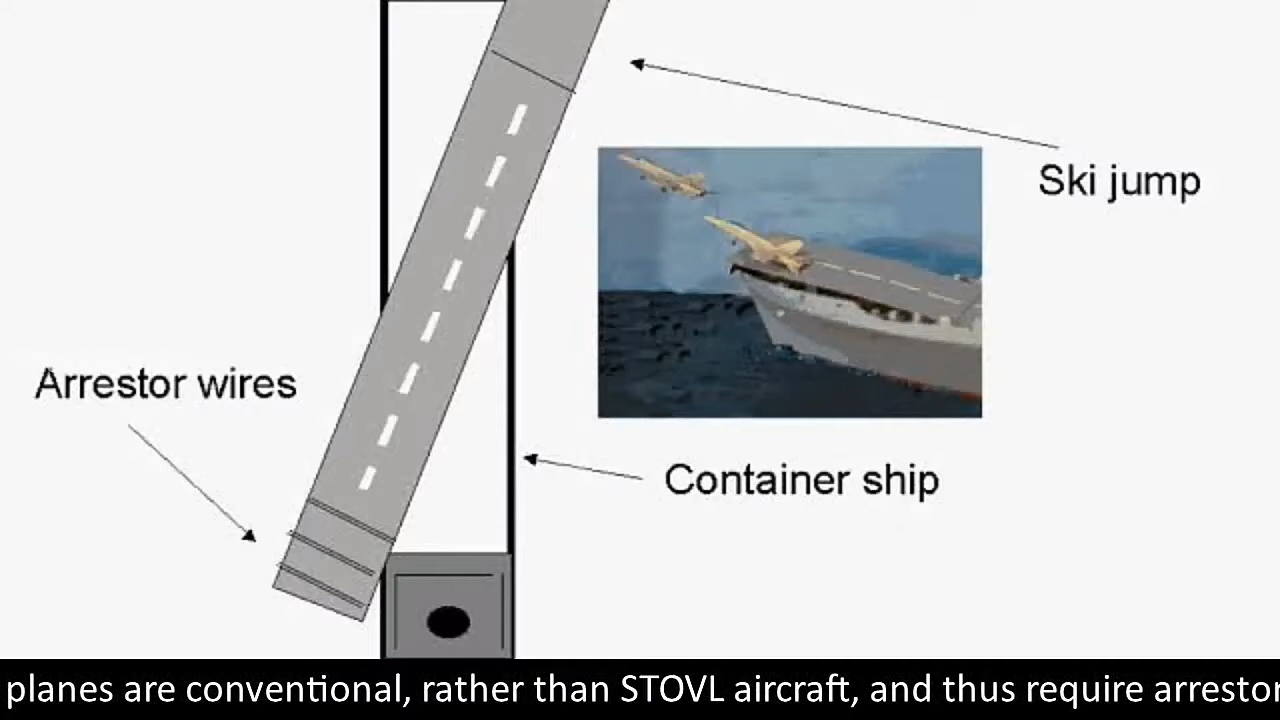 Ski jump
Arrestor wires
Container ship
planes are conventional, rather than STOVL aircraft, and thus require arrestor